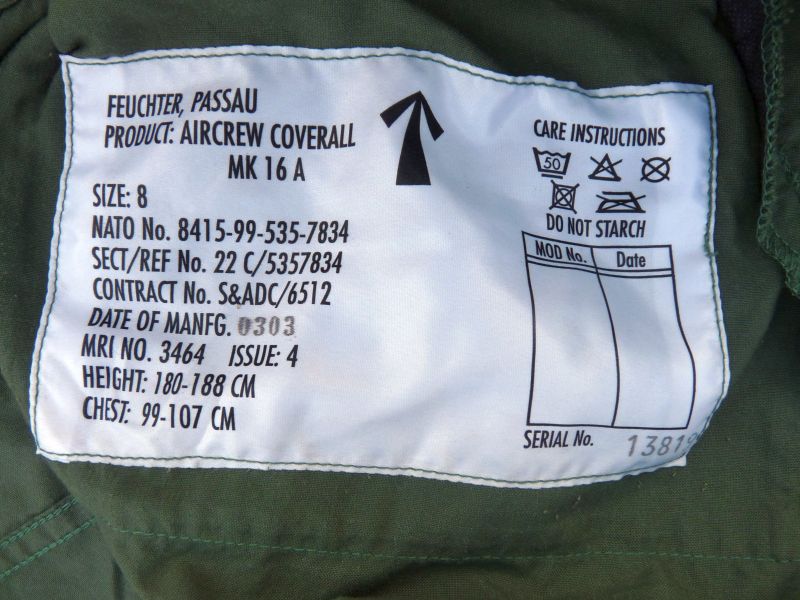 FEUCHTER, PASSAU
PRODUCT: AIRCREW COVERALL
MK 16 A
SIZE: 8
NATO No. 8415-99-535-7834
SECT/REF No. 22 C/5357834
CONTRACT No. S&ADC/6512
DATE OF MANFG. 0303
MRI NO. 3464 ISSUE: 4
HEIGHT: 180-188 CM
CHEST: 99-107 CM
CARE INSTRUCTIONS
50
DO NOT STARCH
MOD No. Date
SERIAL No.